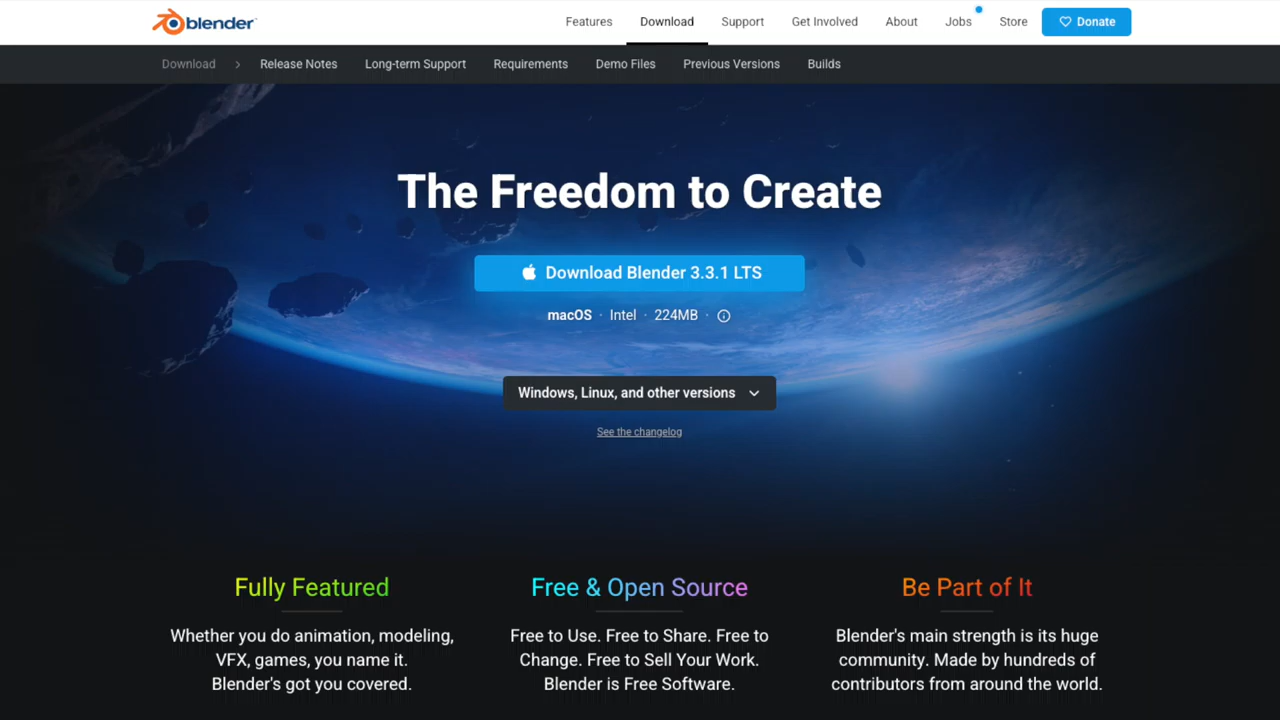 blender
Features Download Support Get Involved About Jobs Store Donate
Download Release Notes Long-term Support Requirements Demo Files Previous Versions Builds
The Freedom to Create
Download Blender 3.3.1 LTS
macOS · Intel · 224MB ·
Windows, Linux, and other versions
See the changelog
Fully Featured
Whether you do animation, modeling,
VFX, games, you name it.
Blender's got you covered.
Free & Open Source
Free to Use. Free to Share. Free to
Change. Free to Sell Your Work.
Blender is Free Software.
Be Part of It
Blender's main strength is its huge
community. Made by hundreds of
contributors from around the world.